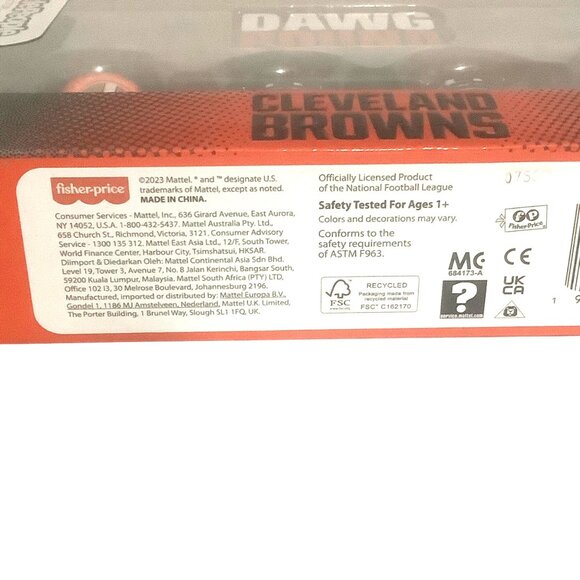 DAWG
CLEVELAND
BROWNS
fisher-price
©2023 Mattel. ® and ™ designate U.S.
trademarks of Mattel, except as noted.
MADE IN CHINA.
Consumer Services - Mattel, Inc., 636 Girard Avenue, East Aurora,
NY 14052, U.S.A. 1-800-432-5437. Mattel Australia Pty. Ltd.,
658 Church St., Richmond, Victoria, 3121. Consumer Advisory
Service - 1300 135 312. Mattel East Asia Ltd., 12/F, South Tower,
World Finance Center, Harbour City, Tsimshatsui, HKSAR.
Diimport & Diedarkan Oleh: Mattel Continental Asia Sdn Bhd.
Level 19, Tower 3, Avenue 7, No. 8 Jalan Kerinchi, Bangsar South,
59200 Kuala Lumpur, Malaysia. Mattel South Africa (PTY) LTD,
Office 102 I3, 30 Melrose Boulevard, Johannesburg 2196.
Manufactured, imported or distributed by: Mattel Europa B.V.,
Gondel 1, 1186 MJ Amstelveen, Nederland. Mattel U.K. Limited,
The Porter Building, 1 Brunel Way, Slough SL1 1FQ, UK.
Officially Licensed Product
of the National Football League
Safety Tested For Ages 1+
Colors and decorations may vary.
Conforms to the
safety requirements
of ASTM F963.
FSC
www.fsc.org
RECYCLED
Packaging made from
recycled material
FSC® C162170
FP
Fisher-Price
MC
684173-A
CE
?
service.mattel.com
UK
CA
1
9